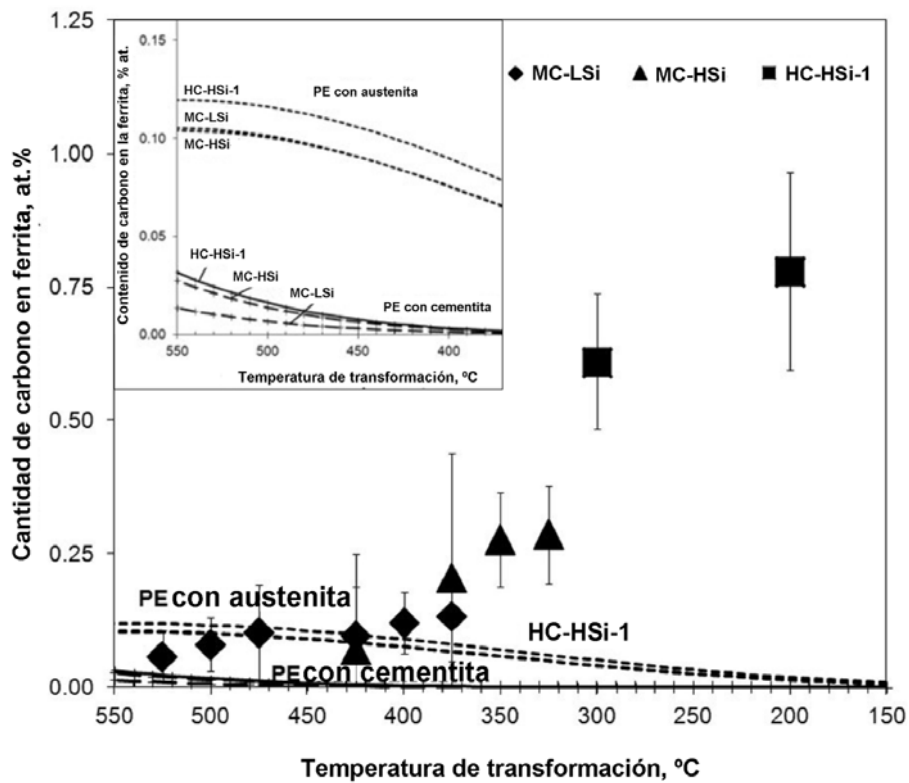 1.25
1.00
0.75
0.50
0.25
0.00
Cantidad de carbono en ferrita, at.%
550 500 450 400 350 300 250 200 150
Temperatura de transformación, ºC
MC-LSi MC-HSi HC-HSi-1
0.15
0.10
0.05
0.00
Contenido de carbono en la ferrita, % at.
HC-HSi-1
PE con austenita
MC-LSi
MC-HSi
HC-HSi-1
MC-HSi
MC-LSi
PE con cementita
550 500 450 400
Temperatura de transformación, ºC
PE con austenita
HC-HSi-1
PE con cementita